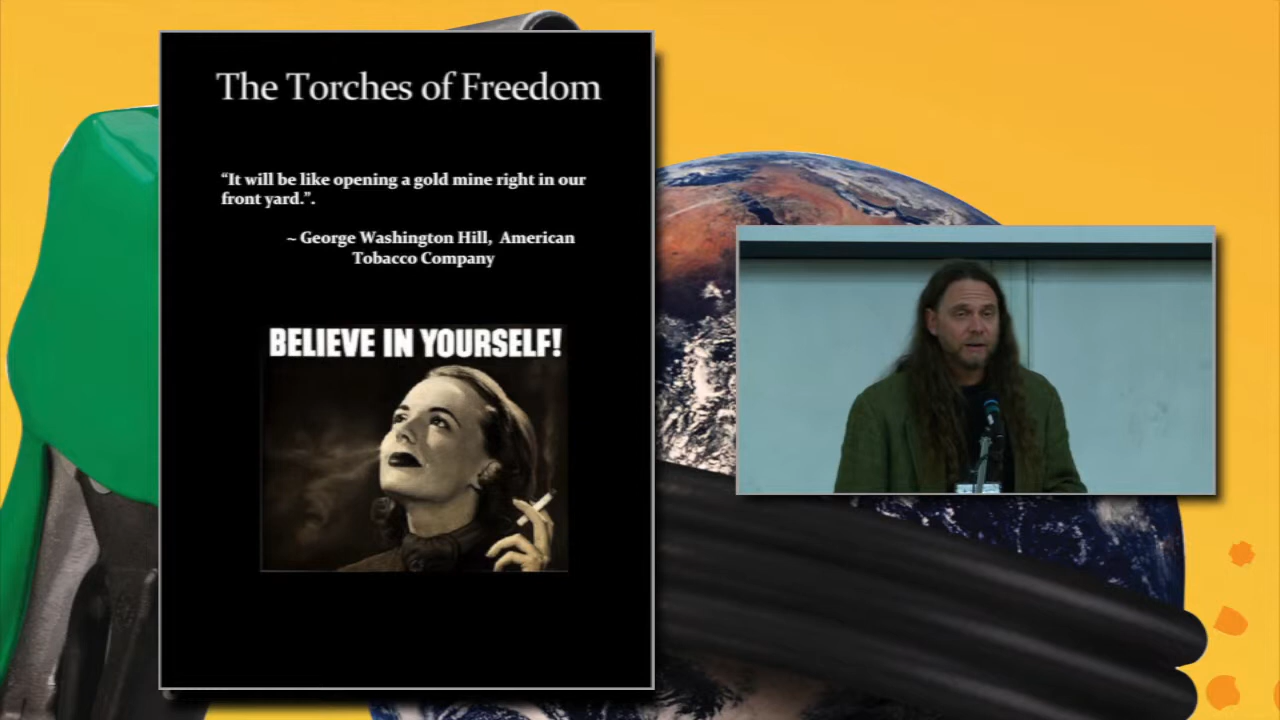 The Torches of Freedom
“It will be like opening a gold mine right in our
front yard.”.
~ George Washington Hill, American
Tobacco Company
BELIEVE IN YOURSELF!